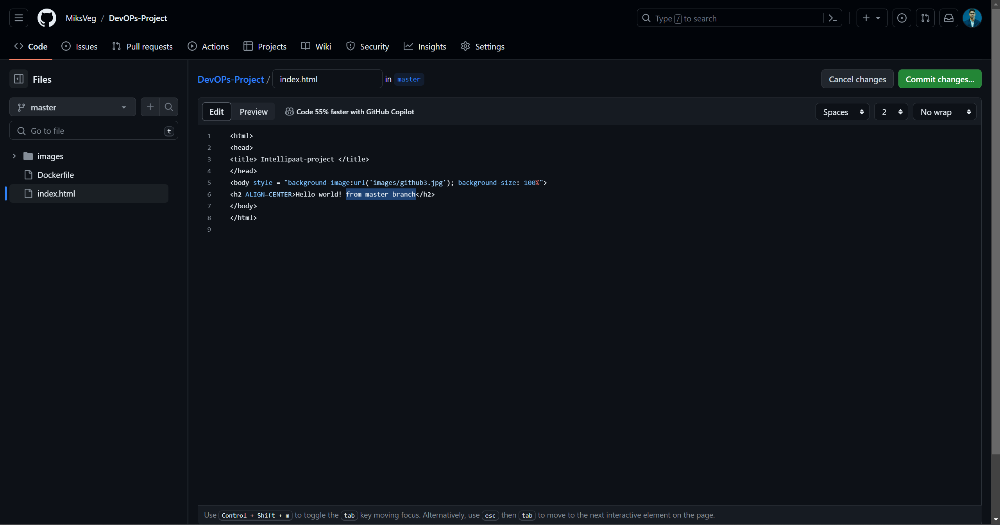 MiksVeg / DevOPs-Project
Type / to search
Code
Issues
Pull requests
Actions
Projects
Wiki
Security
Insights
Settings
Files
master
Go to file
t
images
Dockerfile
index.html
DevOPs-Project / index.html in master
Cancel changes
Commit changes...
Edit
Preview
Code 55% faster with GitHub Copilot
Spaces
2
No wrap
1 <html>
2 <head>
3 <title> Intellipaat-project </title>
4 </head>
5 <body style = "background-image:url('images/github3.jpg'); background-size: 100%">
6 <h2 ALIGN=CENTER>Hello world! from master branch</h2>
7 </body>
8 </html>
9
Use Control + Shift + m to toggle the tab key moving focus. Alternatively, use esc then tab to move to the next interactive element on the page.